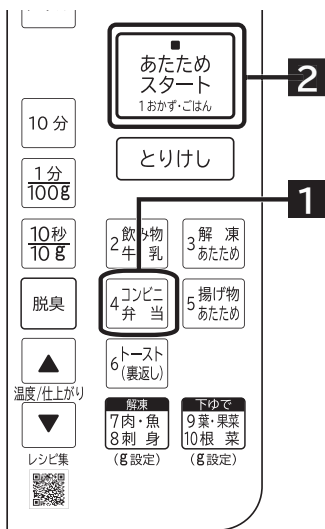 あたため
スタート
1おかず・ごはん
2
10分
とりけし
1分
100g
1
10秒
10g
2飲み物
牛乳
3解凍
あたため
脱臭
4コンビニ
弁当
5揚げ物
あたため
6トースト
(裏返し)
温度/仕上がり
解凍
7肉・魚
8刺身
(g設定)
下ゆで
9葉・果菜
10根菜
(g設定)
レシピ集